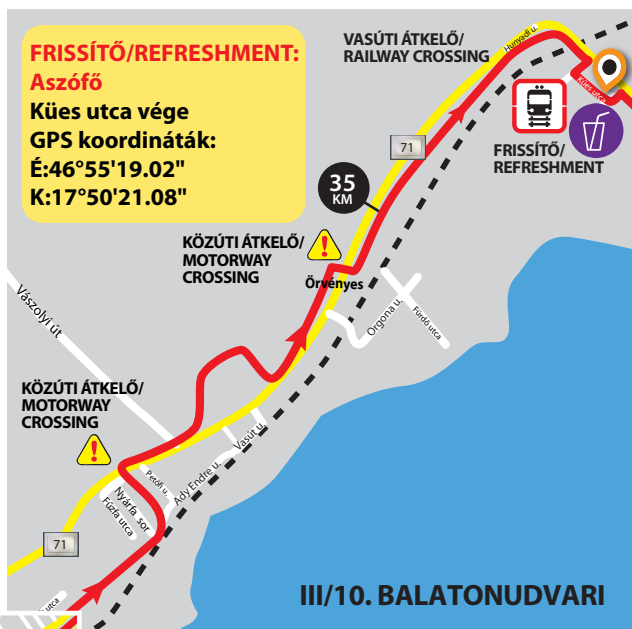 FRISSÍTŐ/REFRESHMENT:
Aszófő
Kües utca vége
GPS koordináták:
É:46°55'19.02"
K:17°50'21.08"
VASÚTI ÁTKELŐ/
RAILWAY CROSSING
Hunyadi u.
Kües utca
71
FRISSÍTŐ/
REFRESHMENT
35
KM
KÖZÚTI ÁTKELŐ/
MOTORWAY
CROSSING
Örvényes
Orgona u.
Fürdő utca
Vászolyi út
KÖZÚTI ÁTKELŐ/
MOTORWAY
CROSSING
Vasút u.
Ady Endre u.
Petőfi u.
Nyárfa sor
Fűzfa utca
71
utca
III/10. BALATONUDVARI